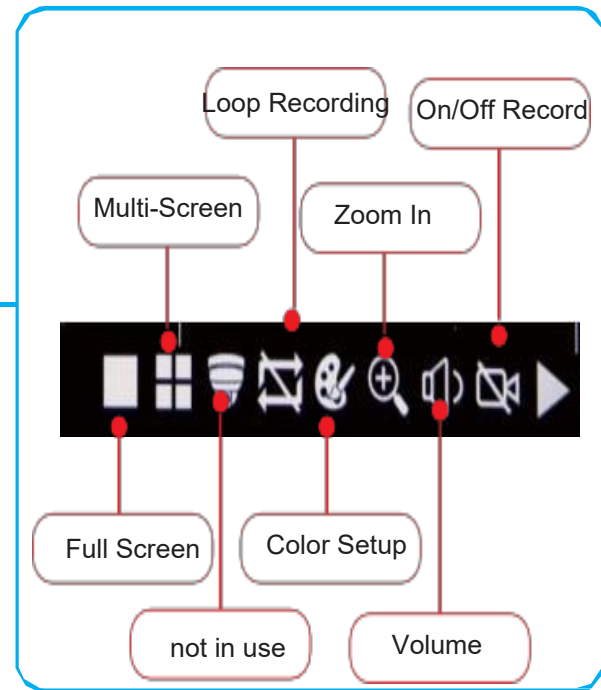 Loop Recording
On/Off Record
Multi-Screen
Zoom In
Full Screen
Color Setup
not in use
Volume